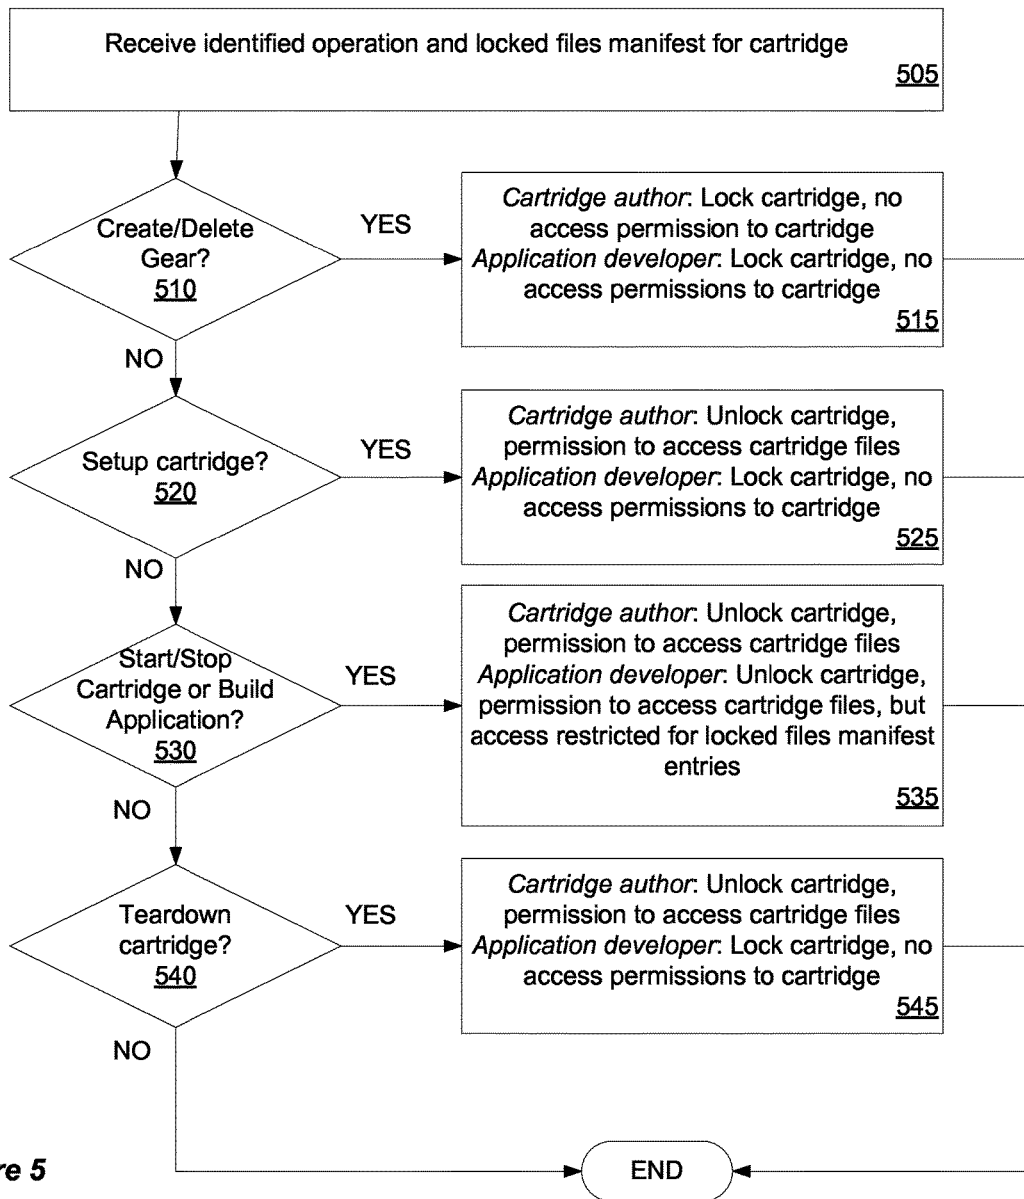 Receive identified operation and locked files manifest for cartridge
505
Create/Delete
Gear?
510
YES
Cartridge author: Lock cartridge, no
access permission to cartridge
Application developer: Lock cartridge, no
access permissions to cartridge
515
NO
Setup cartridge?
520
YES
Cartridge author: Unlock cartridge,
permission to access cartridge files
Application developer: Lock cartridge, no
access permissions to cartridge
525
NO
Start/Stop
Cartridge or Build
Application?
530
YES
Cartridge author: Unlock cartridge,
permission to access cartridge files
Application developer: Unlock cartridge,
permission to access cartridge files, but
access restricted for locked files manifest
entries
535
NO
Teardown
cartridge?
540
YES
Cartridge author: Unlock cartridge,
permission to access cartridge files
Application developer: Lock cartridge, no
access permissions to cartridge
545
NO
re 5
END